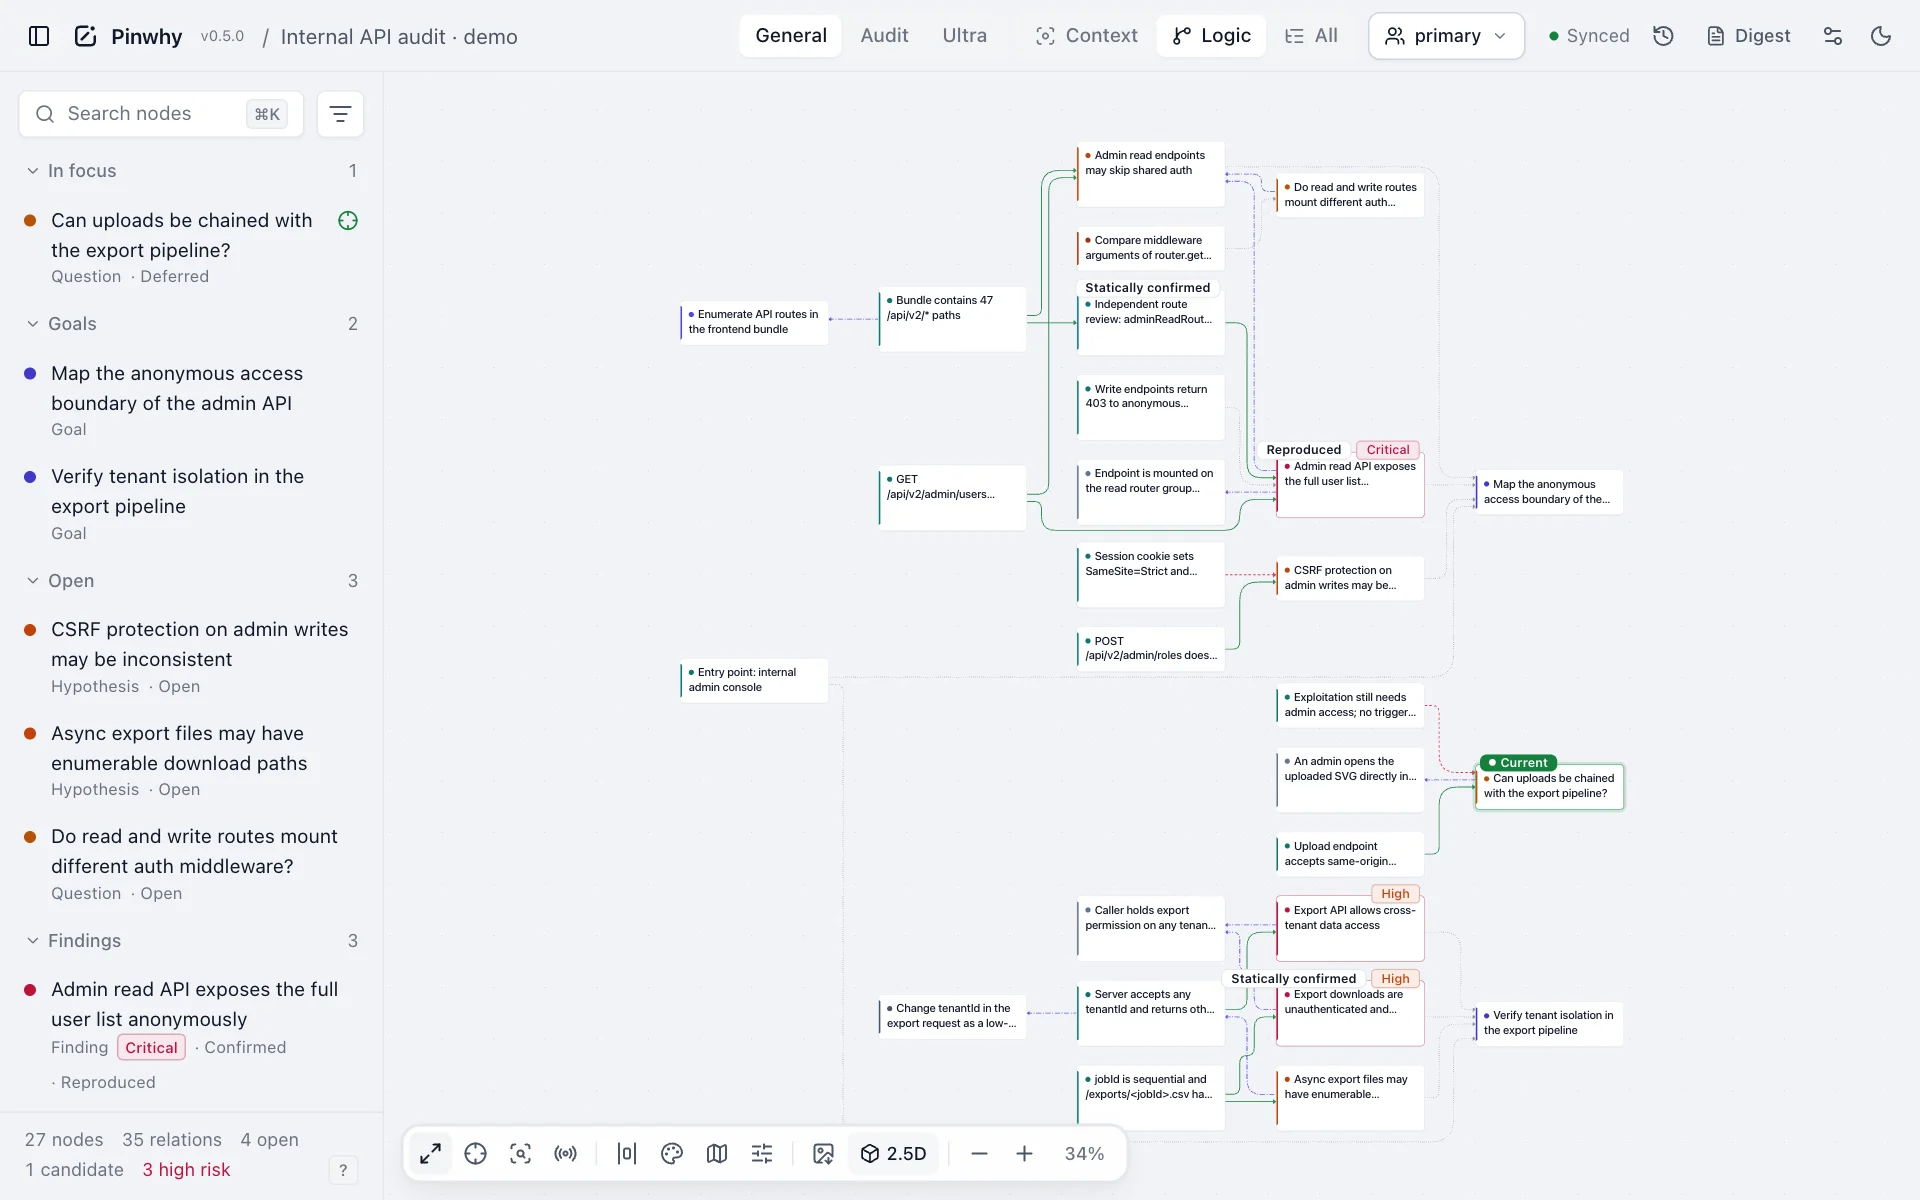 Pinwhy v0.5.0 / Internal API audit · demo
General Audit Ultra Context Logic All primary Synced Digest
Search nodes ⌘K
In focus 1
Can uploads be chained with
the export pipeline?
Question · Deferred
Goals 2
Map the anonymous access
boundary of the admin API
Goal
Verify tenant isolation in the
export pipeline
Goal
Open 3
CSRF protection on admin writes
may be inconsistent
Hypothesis · Open
Async export files may have
enumerable download paths
Hypothesis · Open
Do read and write routes mount
different auth middleware?
Question · Open
Findings 3
Admin read API exposes the full
user list anonymously
Finding Critical · Confirmed
· Reproduced
27 nodes 35 relations 4 open
1 candidate 3 high risk ?
Enumerate API routes in
the frontend bundle
Entry point: internal
admin console
Bundle contains 47
/api/v2/* paths
GET
/api/v2/admin/users...
Change tenantId in the
export request as a low-...
Admin read endpoints
may skip shared auth
Compare middleware
arguments of router.get...
Statically confirmed
Independent route
review: adminReadRout...
Write endpoints return
403 to anonymous...
Endpoint is mounted on
the read router group...
Session cookie sets
SameSite=Strict and...
POST
/api/v2/admin/roles does...
Caller holds export
permission on any tenan...
Server accepts any
tenantId and returns oth...
jobId is sequential and
/exports/<jobId>.csv ha...
Do read and write routes
mount different auth...
Reproduced Critical
Admin read API exposes
the full user list...
CSRF protection on
admin writes may be...
Exploitation still needs
admin access; no trigger...
An admin opens the
uploaded SVG directly in...
Upload endpoint
accepts same-origin...
High
Export API allows cross-
tenant data access
Statically confirmed High
Export downloads are
unauthenticated and...
Async export files may
have enumerable...
Map the anonymous
access boundary of the...
Current
Can uploads be chained
with the export pipeline?
Verify tenant isolation in
the export pipeline
2.5D 34%